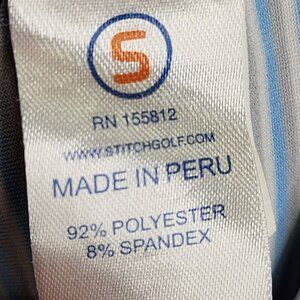 S
RN 155812
WWW.STITCHGOLF.COM
MADE IN PERU
92% POLYESTER
8% SPANDEX